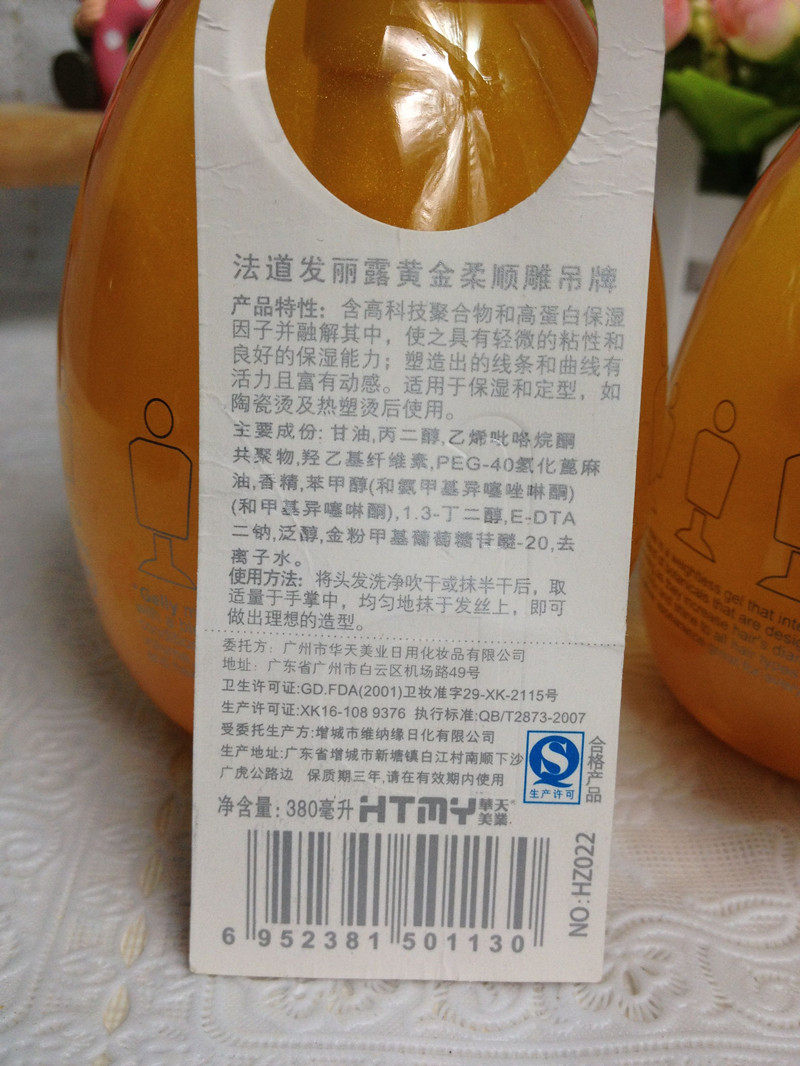 法道发丽露黄金柔顺雕吊牌
产品特性：含高科技聚合物和高蛋白保湿
因子并融解其中，使之具有轻微的粘性和
良好的保湿能力；塑造出的线条和曲线有
活力且富有动感。适用于保湿和定型，如
陶瓷烫及热塑烫后使用。
主要成份:甘油,丙二醇,乙烯吡咯烷酮
共聚物,羟乙基纤维素,PEG-40氢化蓖麻
油,香精,苯甲醇(和氯甲基异噻唑啉酮)
(和甲基异噻啉酮),1.3-丁二醇,E-DTA
二钠,泛醇,金粉甲基葡萄糖苷醚-20,去
离子水。
使用方法：将头发洗净吹干或抹半干后，取
适量于手掌中，均匀地抹于发丝上，即可
做出理想的造型。
委托方：广州市华天美业日用化妆品有限公司
地址：广东省广州市白云区机场路49号
卫生许可证:GD.FDA(2001)卫妆准字29-XK-2115号
生产许可证:XK16-108 9376 执行标准:QB/T2873-2007
受委托生产方:增城市维纳缘日化有限公司
生产地址:广东省增城市新塘镇白江村南顺下沙
广虎公路边 保质期三年,请在有效期内使用
S
生产许可
合格产品
净含量:380毫升 HTMY 華天美業
NO:HZ022
6 952381 501130
weightless gel that
that are
increase hair's
to all hair types